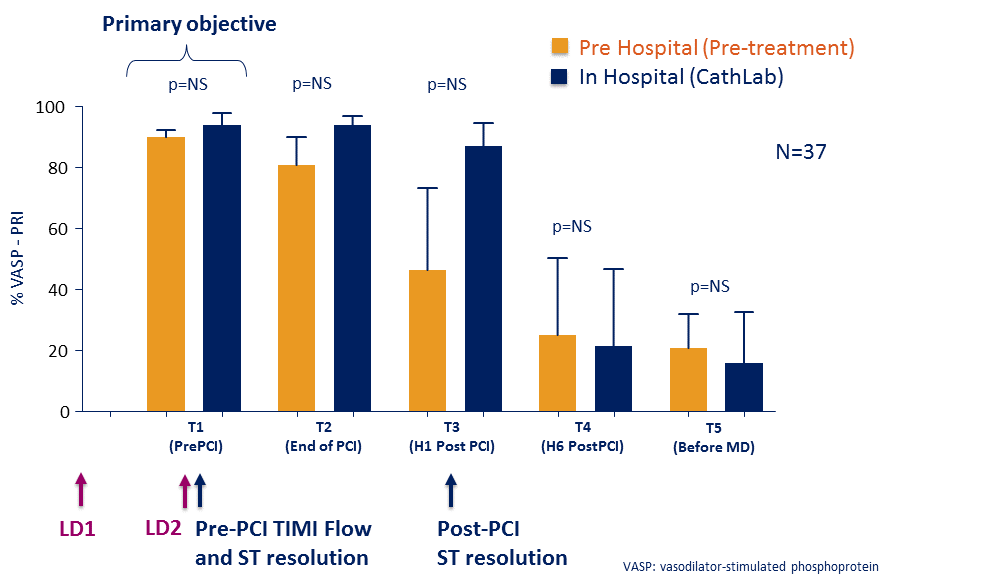 Primary objective
Pre Hospital (Pre-treatment)
In Hospital (CathLab)
p=NS
p=NS
p=NS
N=37
p=NS
p=NS
% VASP - PRI
100
80
60
40
20
0
T1
(PrePCI)
T2
(End of PCI)
T3
(H1 Post PCI)
T4
(H6 PostPCI)
T5
(Before MD)
LD1
LD2
Pre-PCI TIMI Flow
and ST resolution
Post-PCI
ST resolution
VASP: vasodilator-stimulated phosphoprotein